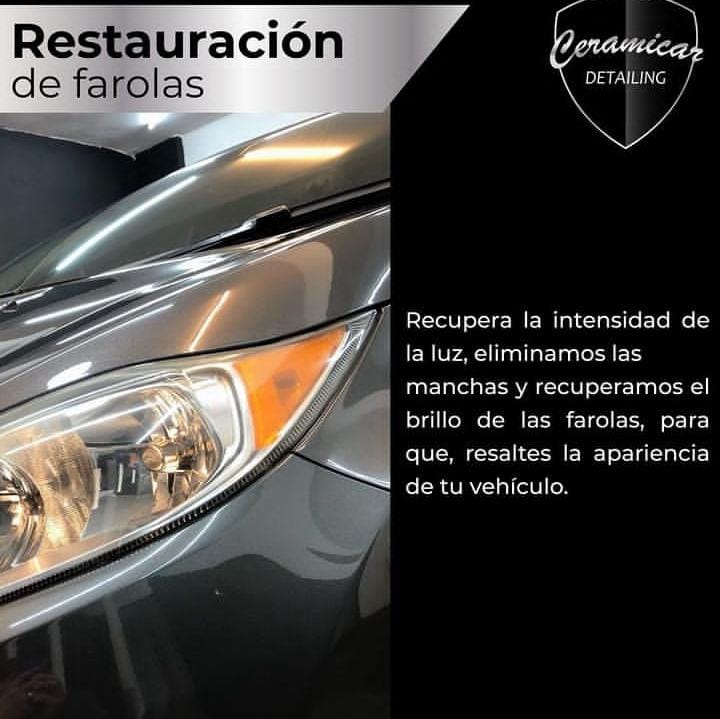 Restauración
de farolas
Ceramicar
DETAILING
Recupera la intensidad de
la luz, eliminamos las
manchas y recuperamos el
brillo de las farolas, para
que, resaltes la apariencia
de tu vehículo.